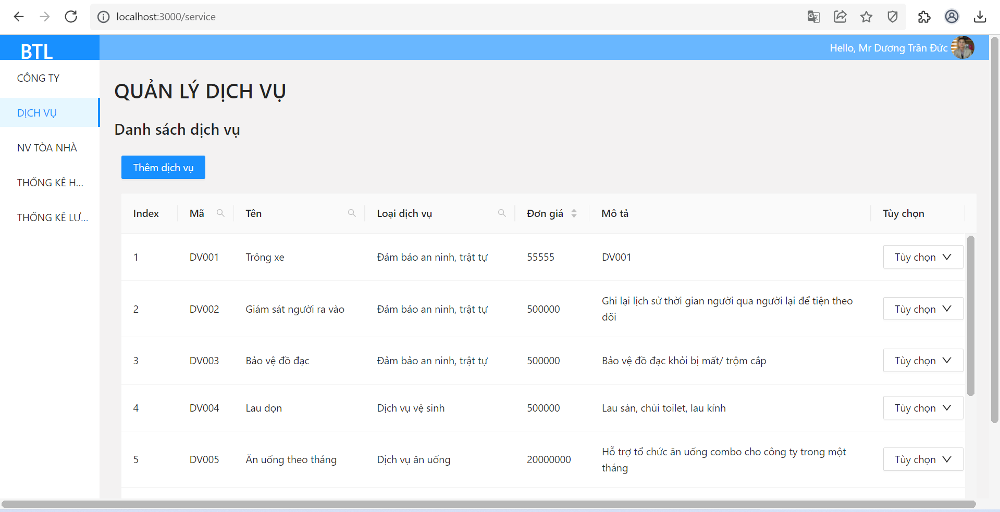 localhost:3000/service
BTL
Hello, Mr Dương Trần Đức
CÔNG TY
DỊCH VỤ
NV TÒA NHÀ
THỐNG KÊ H...
THỐNG KÊ LƯ...
QUẢN LÝ DỊCH VỤ
Danh sách dịch vụ
Thêm dịch vụ
Index Mã Tên Loại dịch vụ Đơn giá Mô tả Tùy chọn
1 DV001 Trông xe Đảm bảo an ninh, trật tự 55555 DV001 Tùy chọn
2 DV002 Giám sát người ra vào Đảm bảo an ninh, trật tự 500000 Ghi lại lịch sử thời gian người qua người lại để tiện theo
dõi
Tùy chọn
3 DV003 Bảo vệ đồ đạc Đảm bảo an ninh, trật tự 500000 Bảo vệ đồ đạc khỏi bị mất/ trộm cắp Tùy chọn
4 DV004 Lau dọn Dịch vụ vệ sinh 500000 Lau sàn, chùi toilet, lau kính Tùy chọn
5 DV005 Ăn uống theo tháng Dịch vụ ăn uống 20000000 Hỗ trợ tổ chức ăn uống combo cho công ty trong một
tháng
Tùy chọn